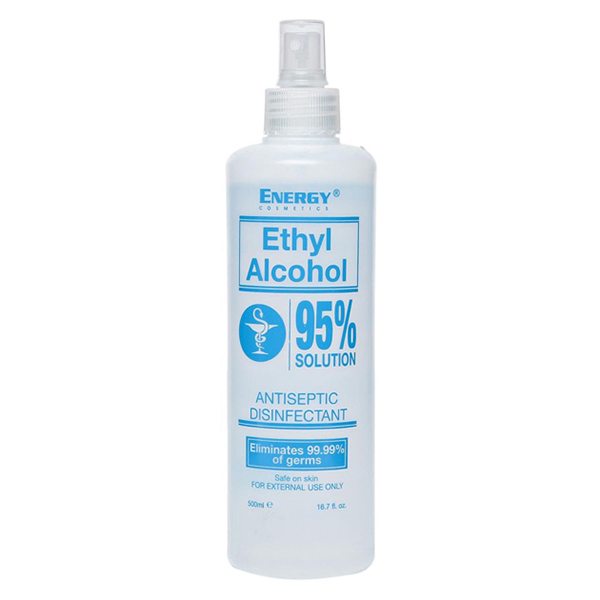 ENERGY®
COSMETICS
Ethyl
Alcohol
95%
SOLUTION
ANTISEPTIC
DISINFECTANT
Eliminates 99.99%
of germs
Safe on skin
FOR EXTERNAL USE ONLY
500ml ℮ 16.7 fl. oz.